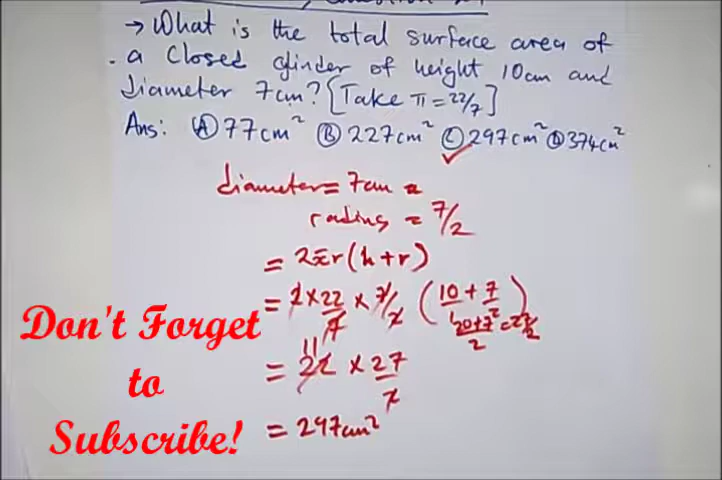 → What is the total surface area of
a closed cylinder of height 10cm and
diameter 7cm? [Take π = 22/7]
Ans: Ⓐ 77cm² Ⓑ 227cm² Ⓒ 297cm² Ⓓ 374cm²
diameter = 7cm
radius = 7/2
= 2πr(h+r)
= 2 × 22/7 × 7/2 (10/1 + 7/2)
20+7/2 = 27/2
11
= 22 × 27/2
= 297cm²
Don't Forget
to
Subscribe!